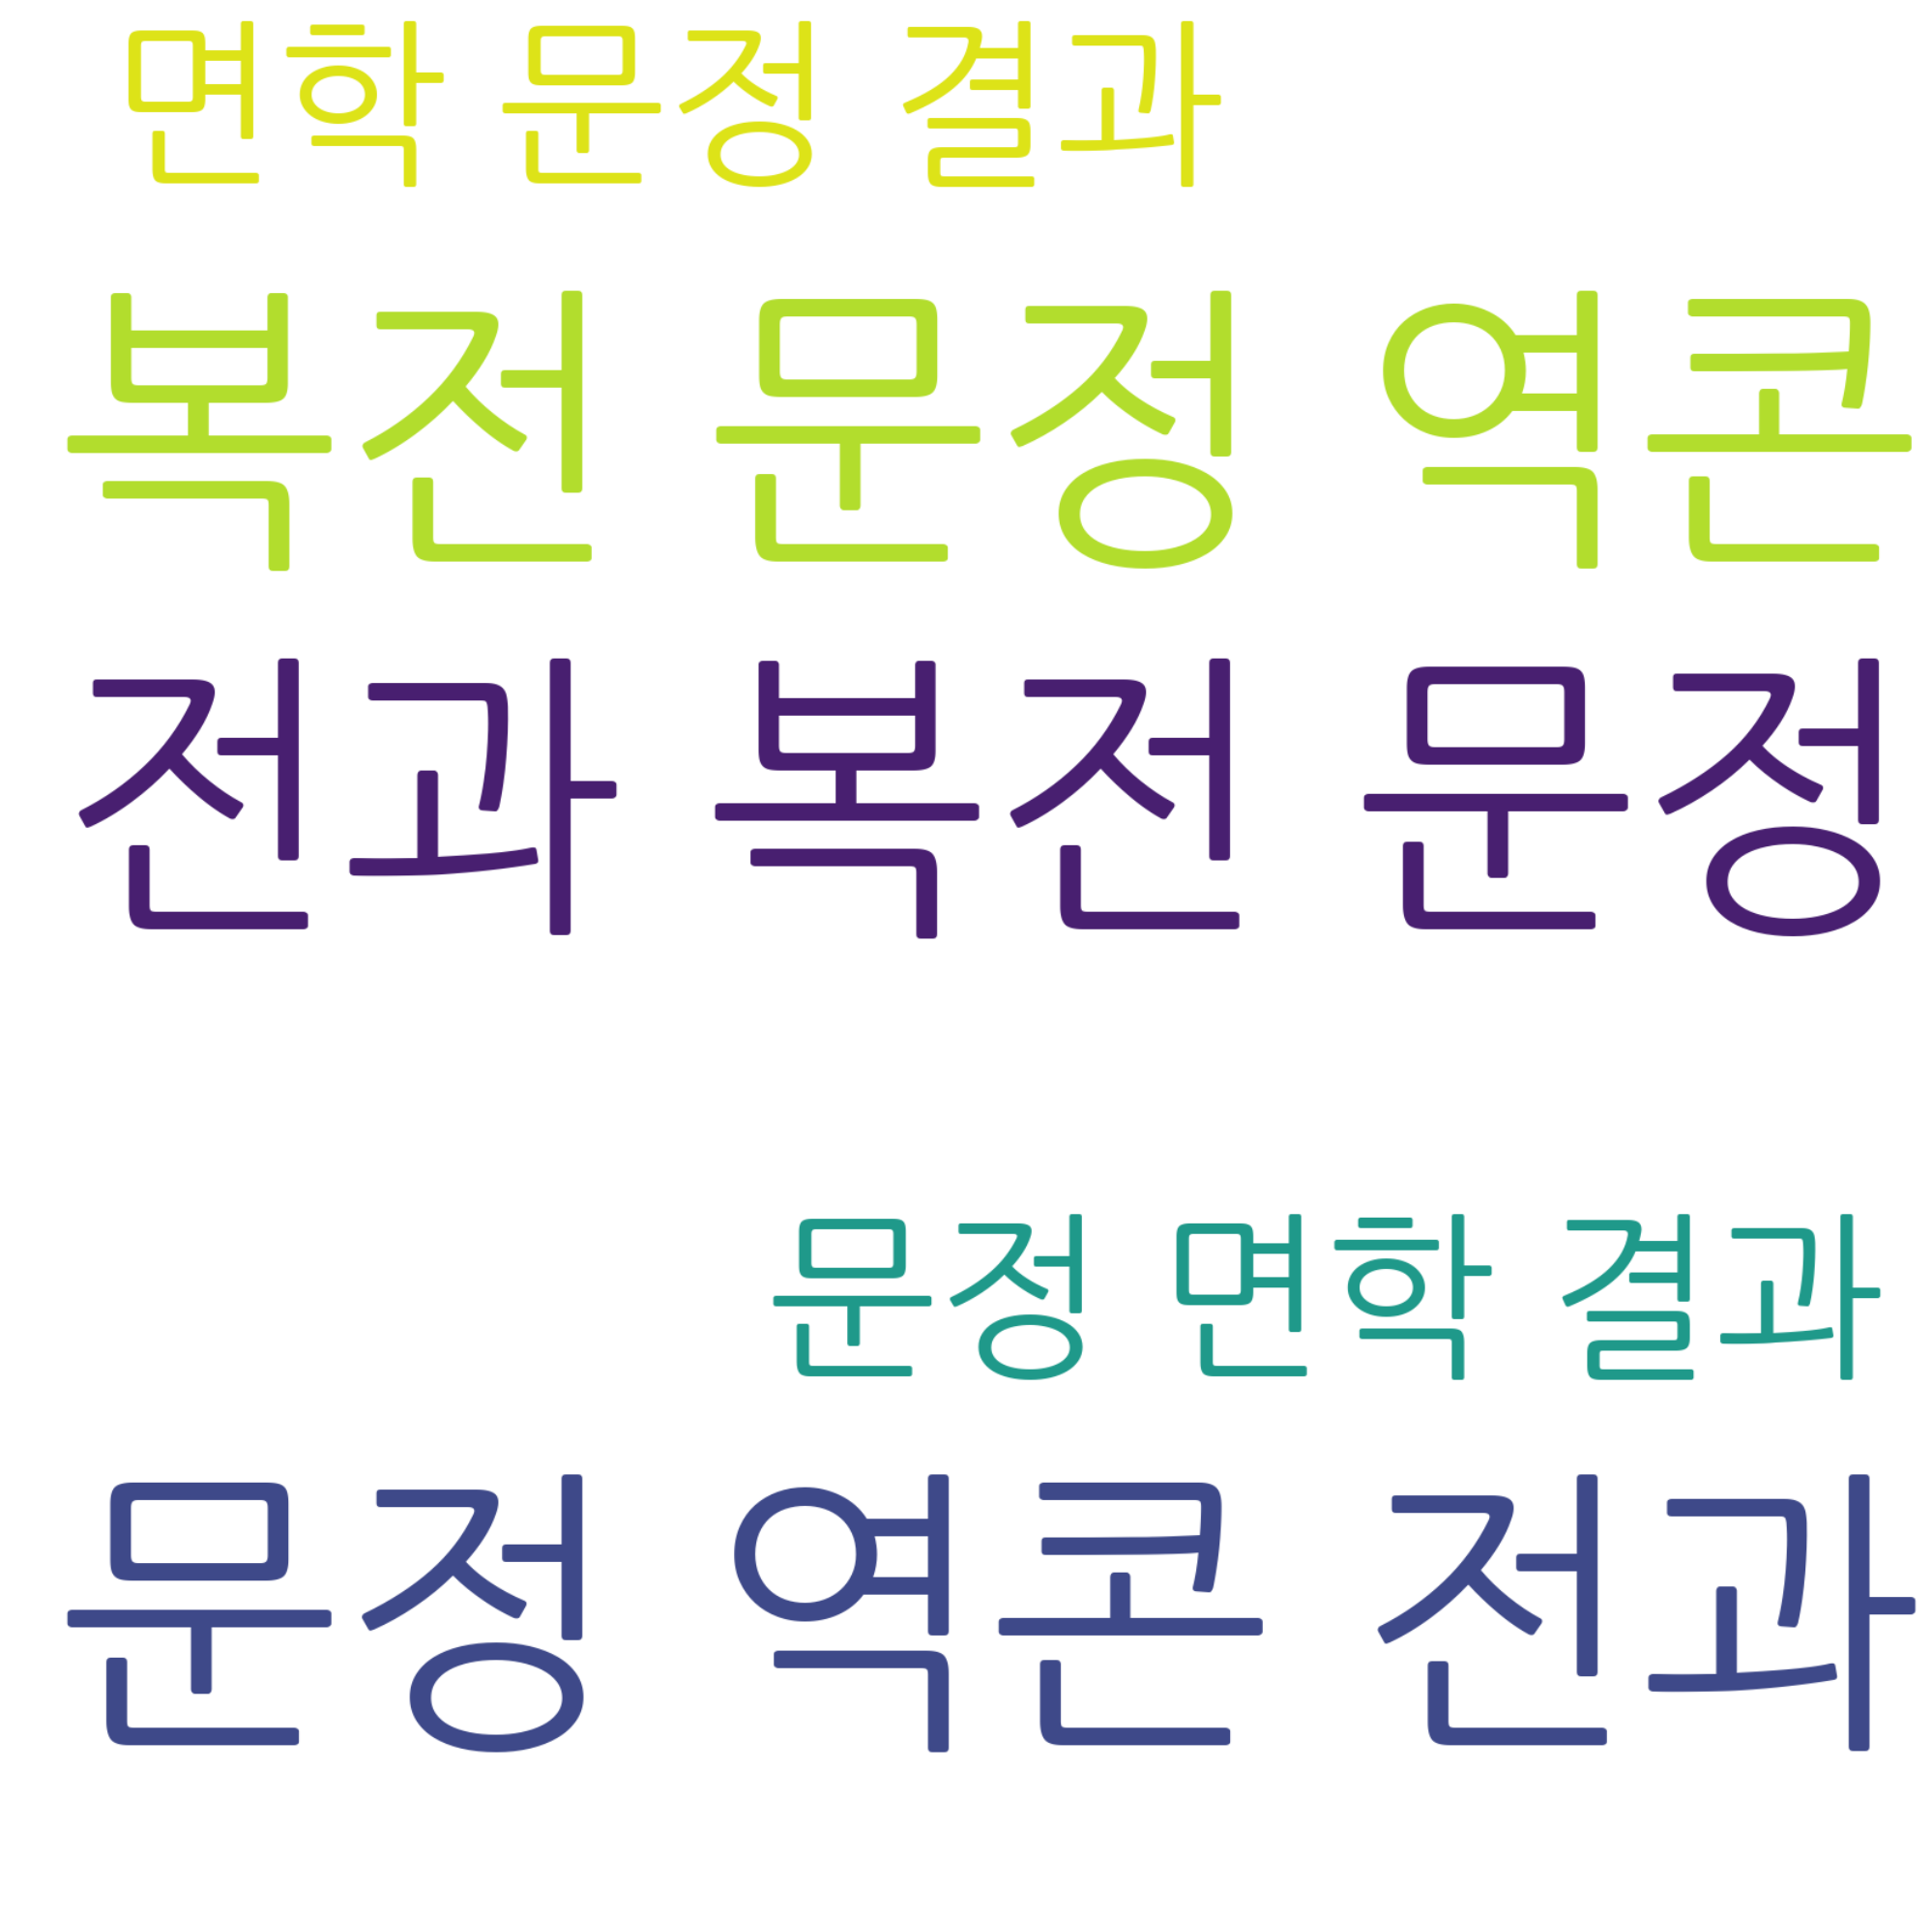 면학 문정 결과
복전 문정 역콘
전과 복전 문정
문정 면학 결과
문정 역콘 전과